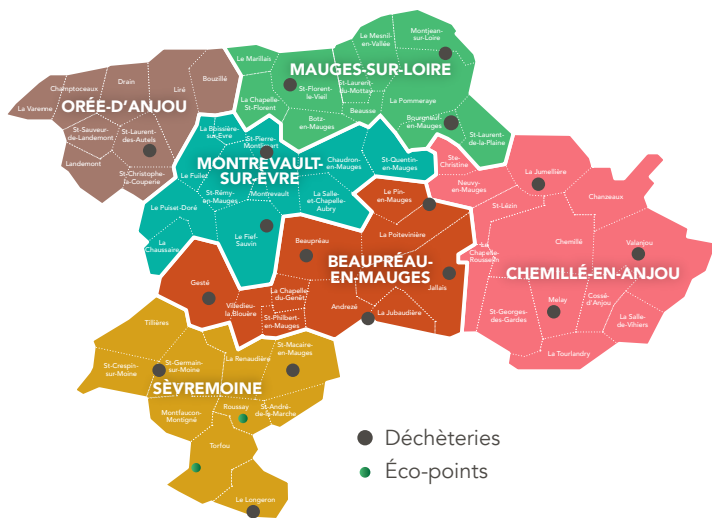 Le Mesnil-
en-Vallée
Montjean-
sur-Loire
Le Marillais
MAUGES-SUR-LOIRE
St-Florent-
le-Vieil
St-Laurent-
du-Mottay
La Chapelle-
St-Florent
La Pommeraye
Beausse
Botz-
en-Mauges
Bourgneuf-
en-Mauges
St-Laurent-
de-la-Plaine
Champtoceaux
Drain
Liré
Bouzillé
La Varenne
ORÉE-D'ANJOU
St-Sauveur-
de-Landemont
St-Laurent-
des-Autels
Landemont
St-Christophe-
la-Couperie
La Boissière-
sur-Èvre
St-Pierre-
Montlimart
MONTREVAULT-
SUR-ÈVRE
Chaudron-
en-Mauges
St-Quentin-
en-Mauges
Le Fuilet
St-Rémy-
en-Mauges
Montrevault
La Salle-
et-Chapelle-
Aubry
Le Puiset-Doré
Le Fief-
Sauvin
La
Chaussaire
Ste-
Christine
Neuvy-
en-Mauges
La Jumellière
St-Lézin
Chanzeaux
Chemillé
Valanjou
La
Chapelle-
Rousselin
CHEMILLÉ-EN-ANJOU
St-Georges-
des-Gardes
Melay
Cossé-
d'Anjou
La Salle-
de-Vihiers
La Tourlandry
Le Pin-
en-Mauges
La Poitevinière
Beaupréau
BEAUPRÉAU-
EN-MAUGES
Jallais
Gesté
Villedieu-
la-Blouère
La Chapelle-
du-Genêt
St-Philbert-
en-Mauges
Andrezé
La Jubaudière
Tillières
St-Macaire-
en-Mauges
St-Crespin-
sur-Moine
St-Germain-
sur-Moine
La Renaudière
SÈVREMOINE
Montfaucon-
Montigné
Roussay
St-André-
de-la-Marche
Torfou
Le Longeron
Déchèteries
Éco-points